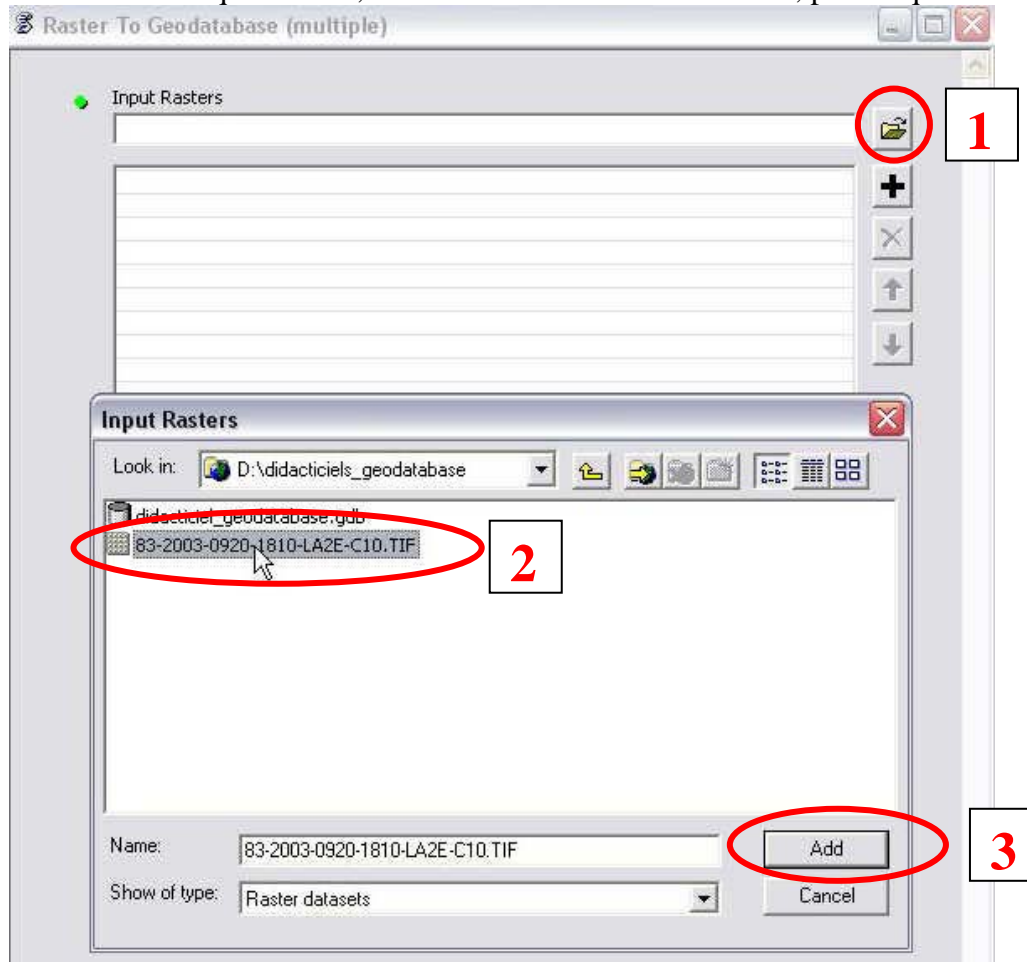 Raster To Geodatabase (multiple)
Input Rasters
1
Input Rasters
Look in: D:\didacticiels_geodatabase
didacticiel_geodatabase.gdb
83-2003-0920-1810-LA2E-C10.TIF
2
Name: 83-2003-0920-1810-LA2E-C10.TIF Add
3
Show of type: Raster datasets Cancel